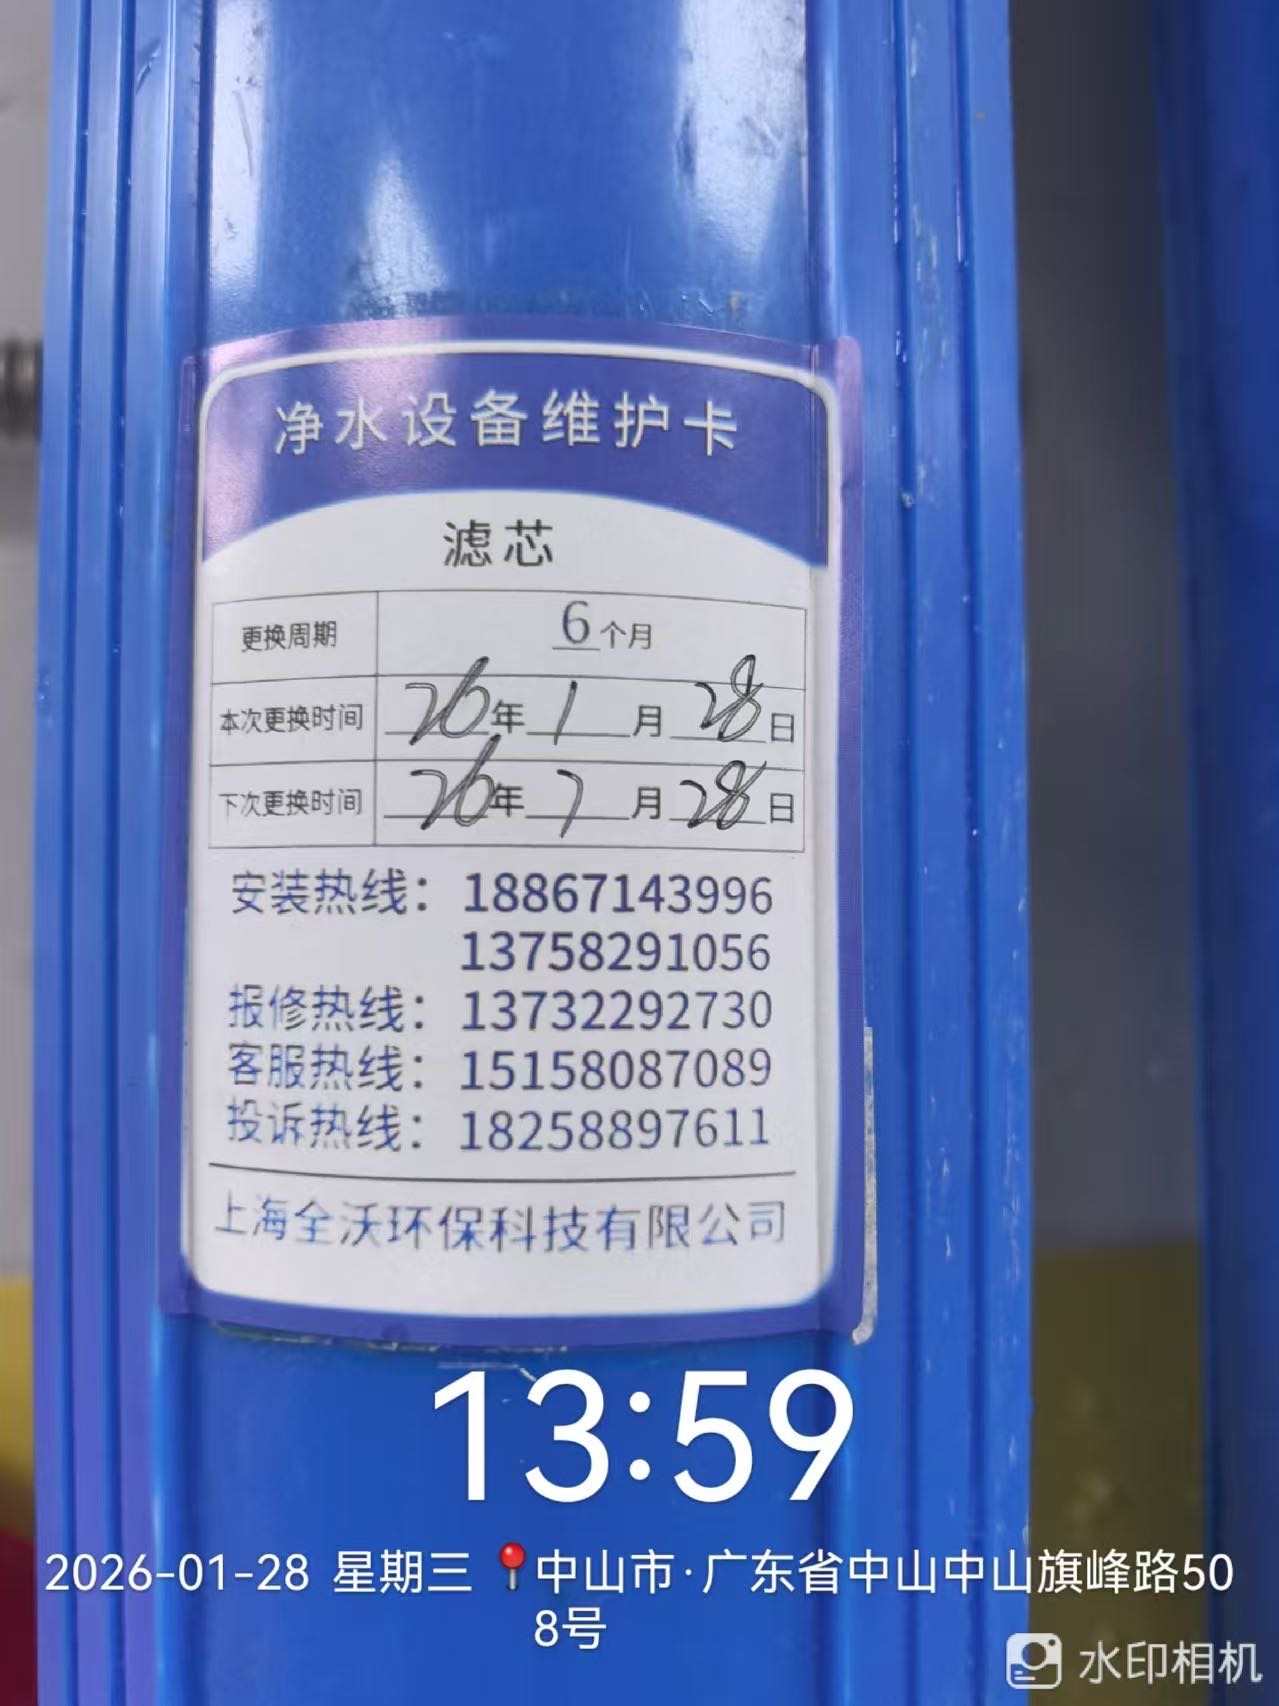 净水设备维护卡
滤芯
更换周期 6个月
本次更换时间 26年1月28日
下次更换时间 26年7月28日
安装热线：18867143996
13758291056
报修热线：13732292730
客服热线：15158087089
投诉热线：18258897611
上海全沃环保科技有限公司
13:59
2026-01-28 星期三 📍中山市·广东省中山中山旗峰路50
8号
水印相机